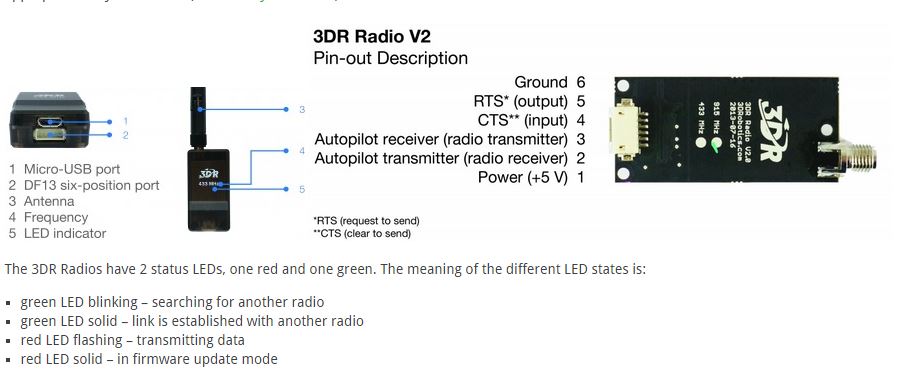 3DR Radio V2
Pin-out Description
Ground 6
RTS* (output) 5
CTS** (input) 4
Autopilot receiver (radio transmitter) 3
Autopilot transmitter (radio receiver) 2
Power (+5 V) 1
*RTS (request to send)
**CTS (clear to send)
1
2
1 Micro-USB port
2 DF13 six-position port
3 Antenna
4 Frequency
5 LED indicator
3
4
5
3DR
433 MHz
3DR
3DR Radio V2.0
3DRobotics.com
2013-07-16
915 MHz
433 MHz
The 3DR Radios have 2 status LEDs, one red and one green. The meaning of the different LED states is:
▪ green LED blinking – searching for another radio
▪ green LED solid – link is established with another radio
▪ red LED flashing – transmitting data
▪ red LED solid – in firmware update mode